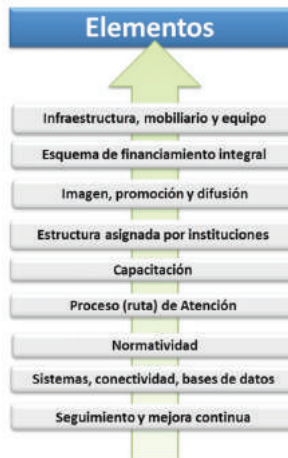 Elementos
Infraestructura, mobiliario y equipo
Esquema de financiamiento integral
Imagen, promoción y difusión
Estructura asignada por instituciones
Capacitación
Proceso (ruta) de Atención
Normatividad
Sistemas, conectividad, bases de datos
Seguimiento y mejora continua